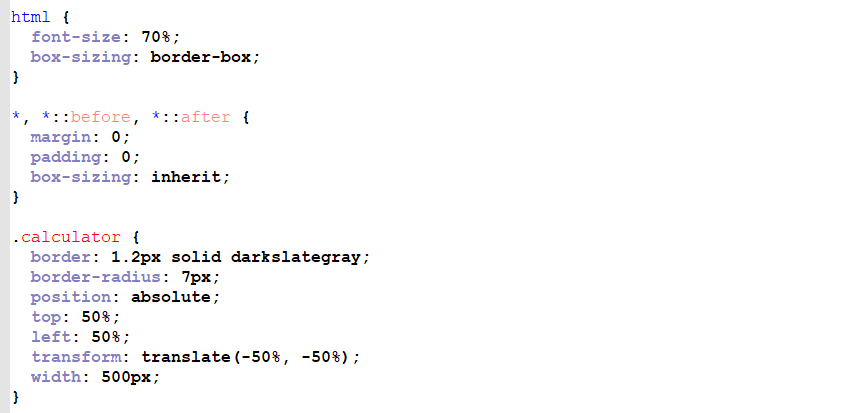 html {
  font-size: 70%;
  box-sizing: border-box;
}

*, *::before, *::after {
  margin: 0;
  padding: 0;
  box-sizing: inherit;
}

.calculator {
  border: 1.2px solid darkslategray;
  border-radius: 7px;
  position: absolute;
  top: 50%;
  left: 50%;
  transform: translate(-50%, -50%);
  width: 500px;
}